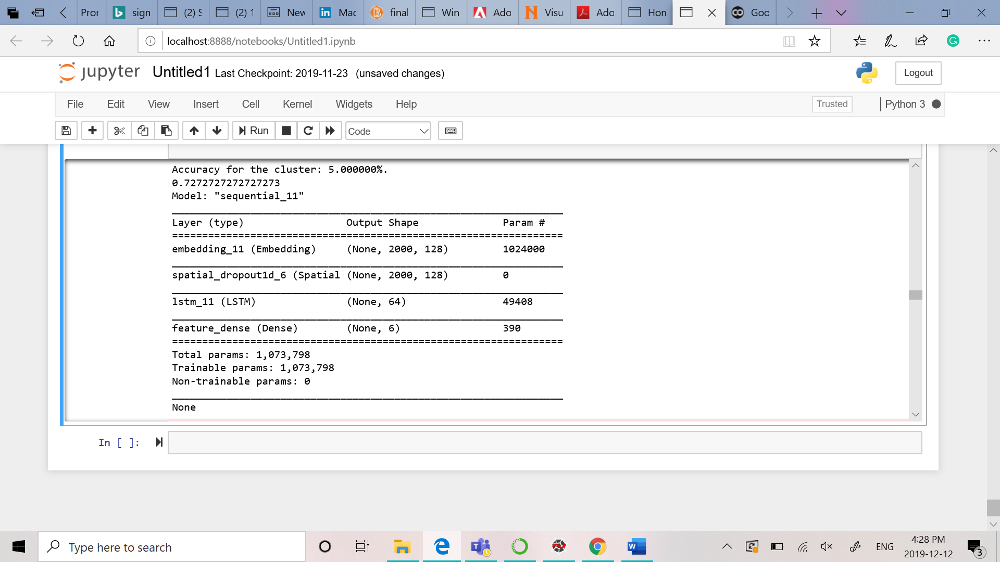 Pror
sign
(2) S
(2) 1
New
Mac
final
Win
Ado
Visu
Ado
Hon
Goo
localhost:8888/notebooks/Untitled1.ipynb
jupyter Untitled1 Last Checkpoint: 2019-11-23 (unsaved changes)
Logout
File Edit View Insert Cell Kernel Widgets Help
Trusted
Python 3
Run
Code
Accuracy for the cluster: 5.000000%.
0.7272727272727273
Model: "sequential_11"
_________________________________________________________________
Layer (type) Output Shape Param #
=================================================================
embedding_11 (Embedding) (None, 2000, 128) 1024000
_________________________________________________________________
spatial_dropout1d_6 (Spatial (None, 2000, 128) 0
_________________________________________________________________
lstm_11 (LSTM) (None, 64) 49408
_________________________________________________________________
feature_dense (Dense) (None, 6) 390
=================================================================
Total params: 1,073,798
Trainable params: 1,073,798
Non-trainable params: 0
_________________________________________________________________
None
In [ ]:
Type here to search
ENG
4:28 PM
2019-12-12
3